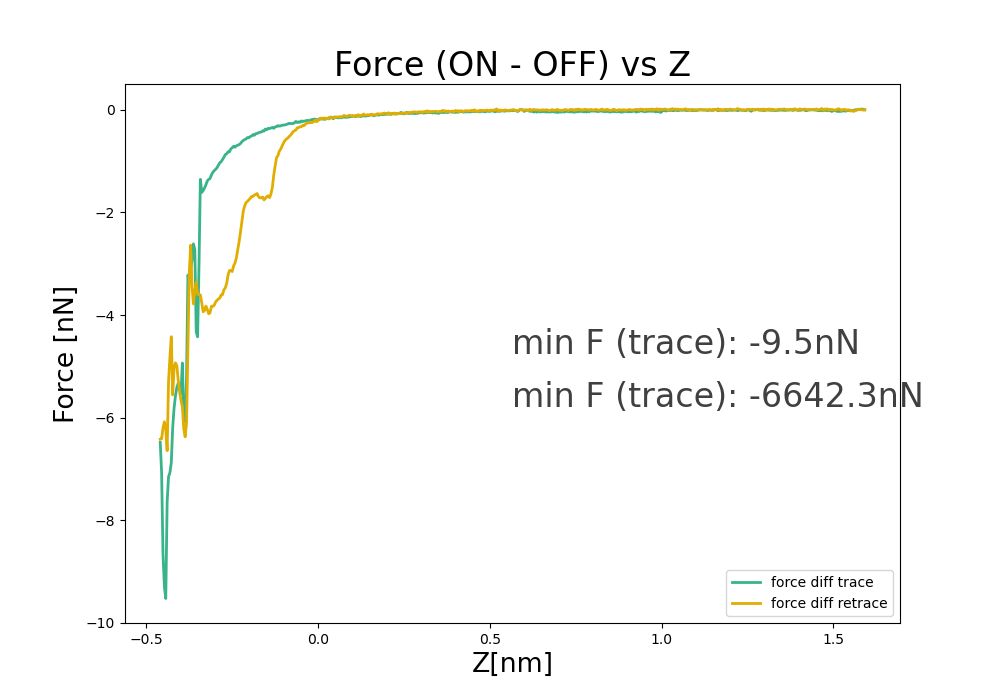 Force (ON - OFF) vs Z
Force [nN]
0
−2
−4
−6
−8
−10
min F (trace): -9.5nN
min F (trace): -6642.3nN
force diff trace
force diff retrace
−0.5
0.0
0.5
1.0
1.5
Z[nm]